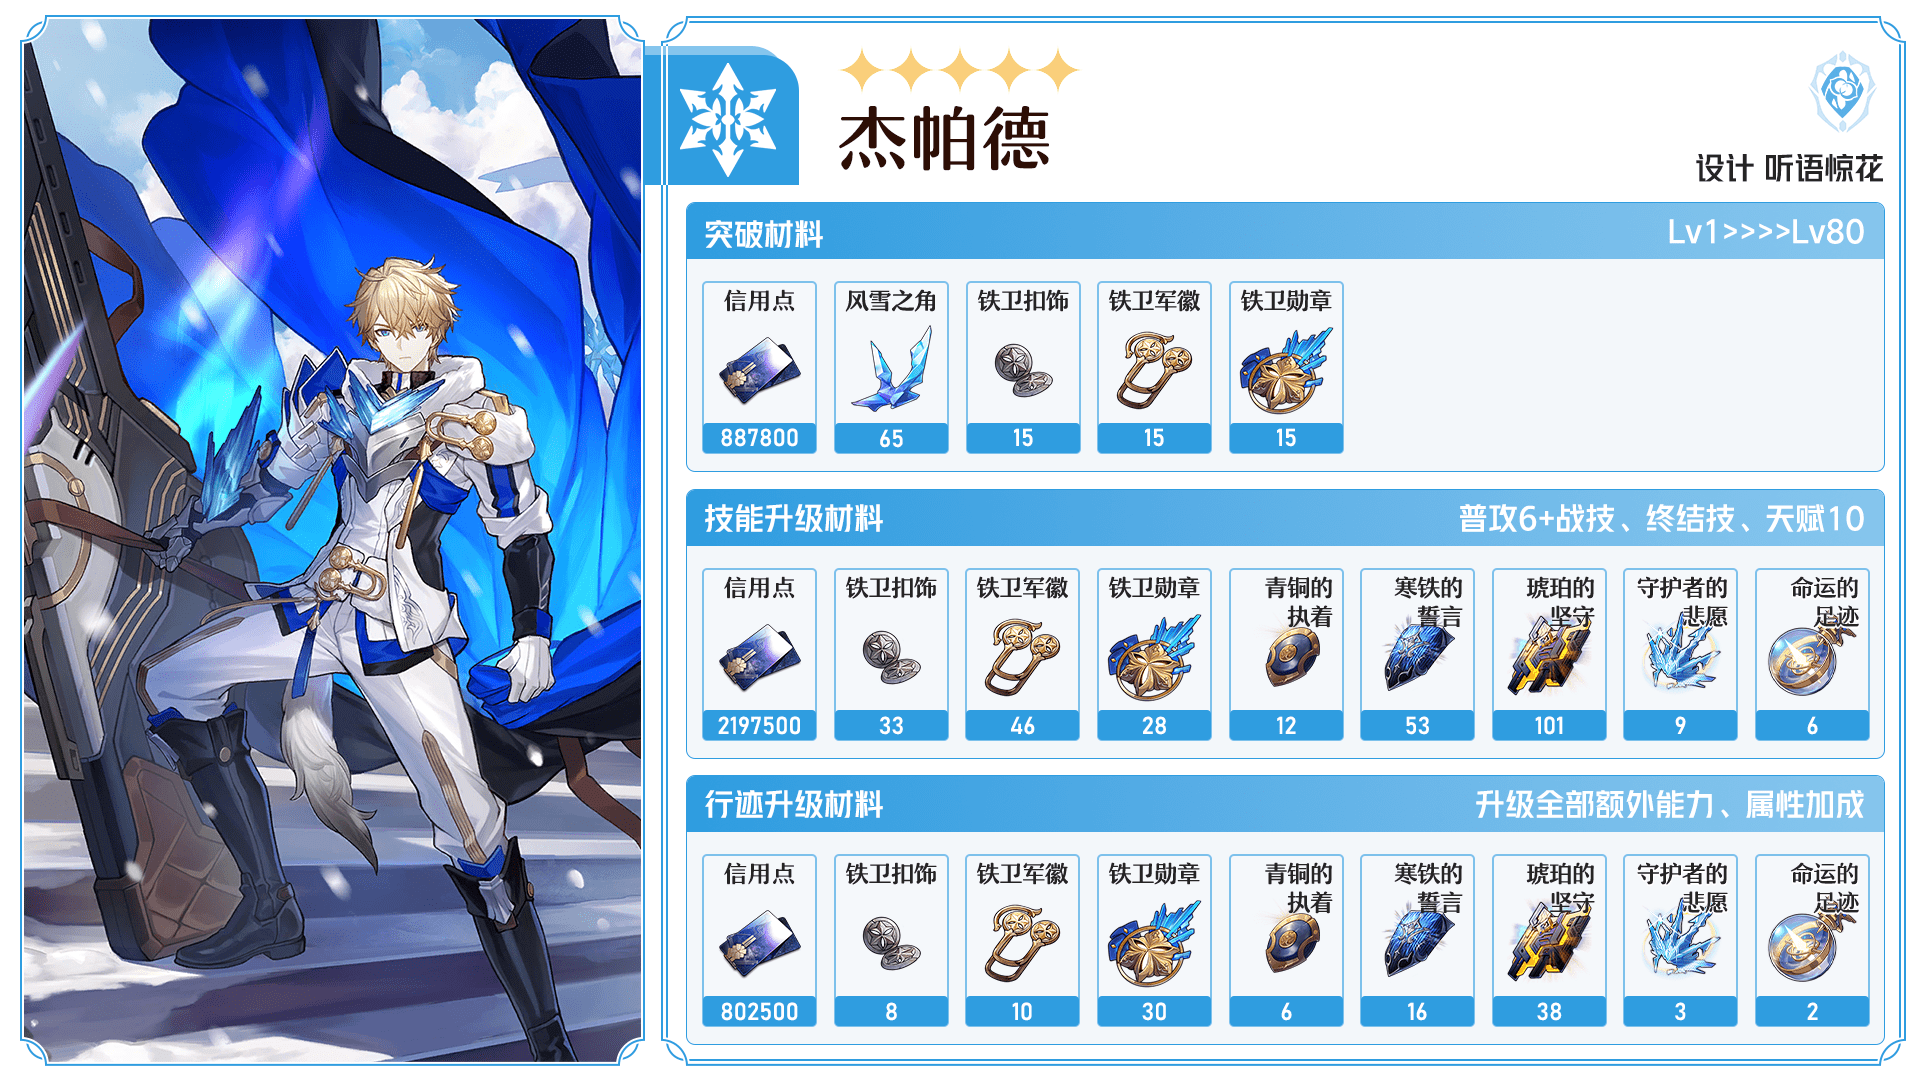 杰帕德
设计 听语惊花
突破材料 Lv1>>>>Lv80
信用点 风雪之角 铁卫扣饰 铁卫军徽 铁卫勋章
887800 65 15 15 15
技能升级材料 普攻6+战技、终结技、天赋10
信用点 铁卫扣饰 铁卫军徽 铁卫勋章 青铜的 寒铁的 琥珀的 守护者的 命运的
执着 誓言 坚守 悲愿 足迹
2197500 33 46 28 12 53 101 9 6
行迹升级材料 升级全部额外能力、属性加成
信用点 铁卫扣饰 铁卫军徽 铁卫勋章 青铜的 寒铁的 琥珀的 守护者的 命运的
执着 誓言 坚守 悲愿 足迹
802500 8 10 30 6 16 38 3 2